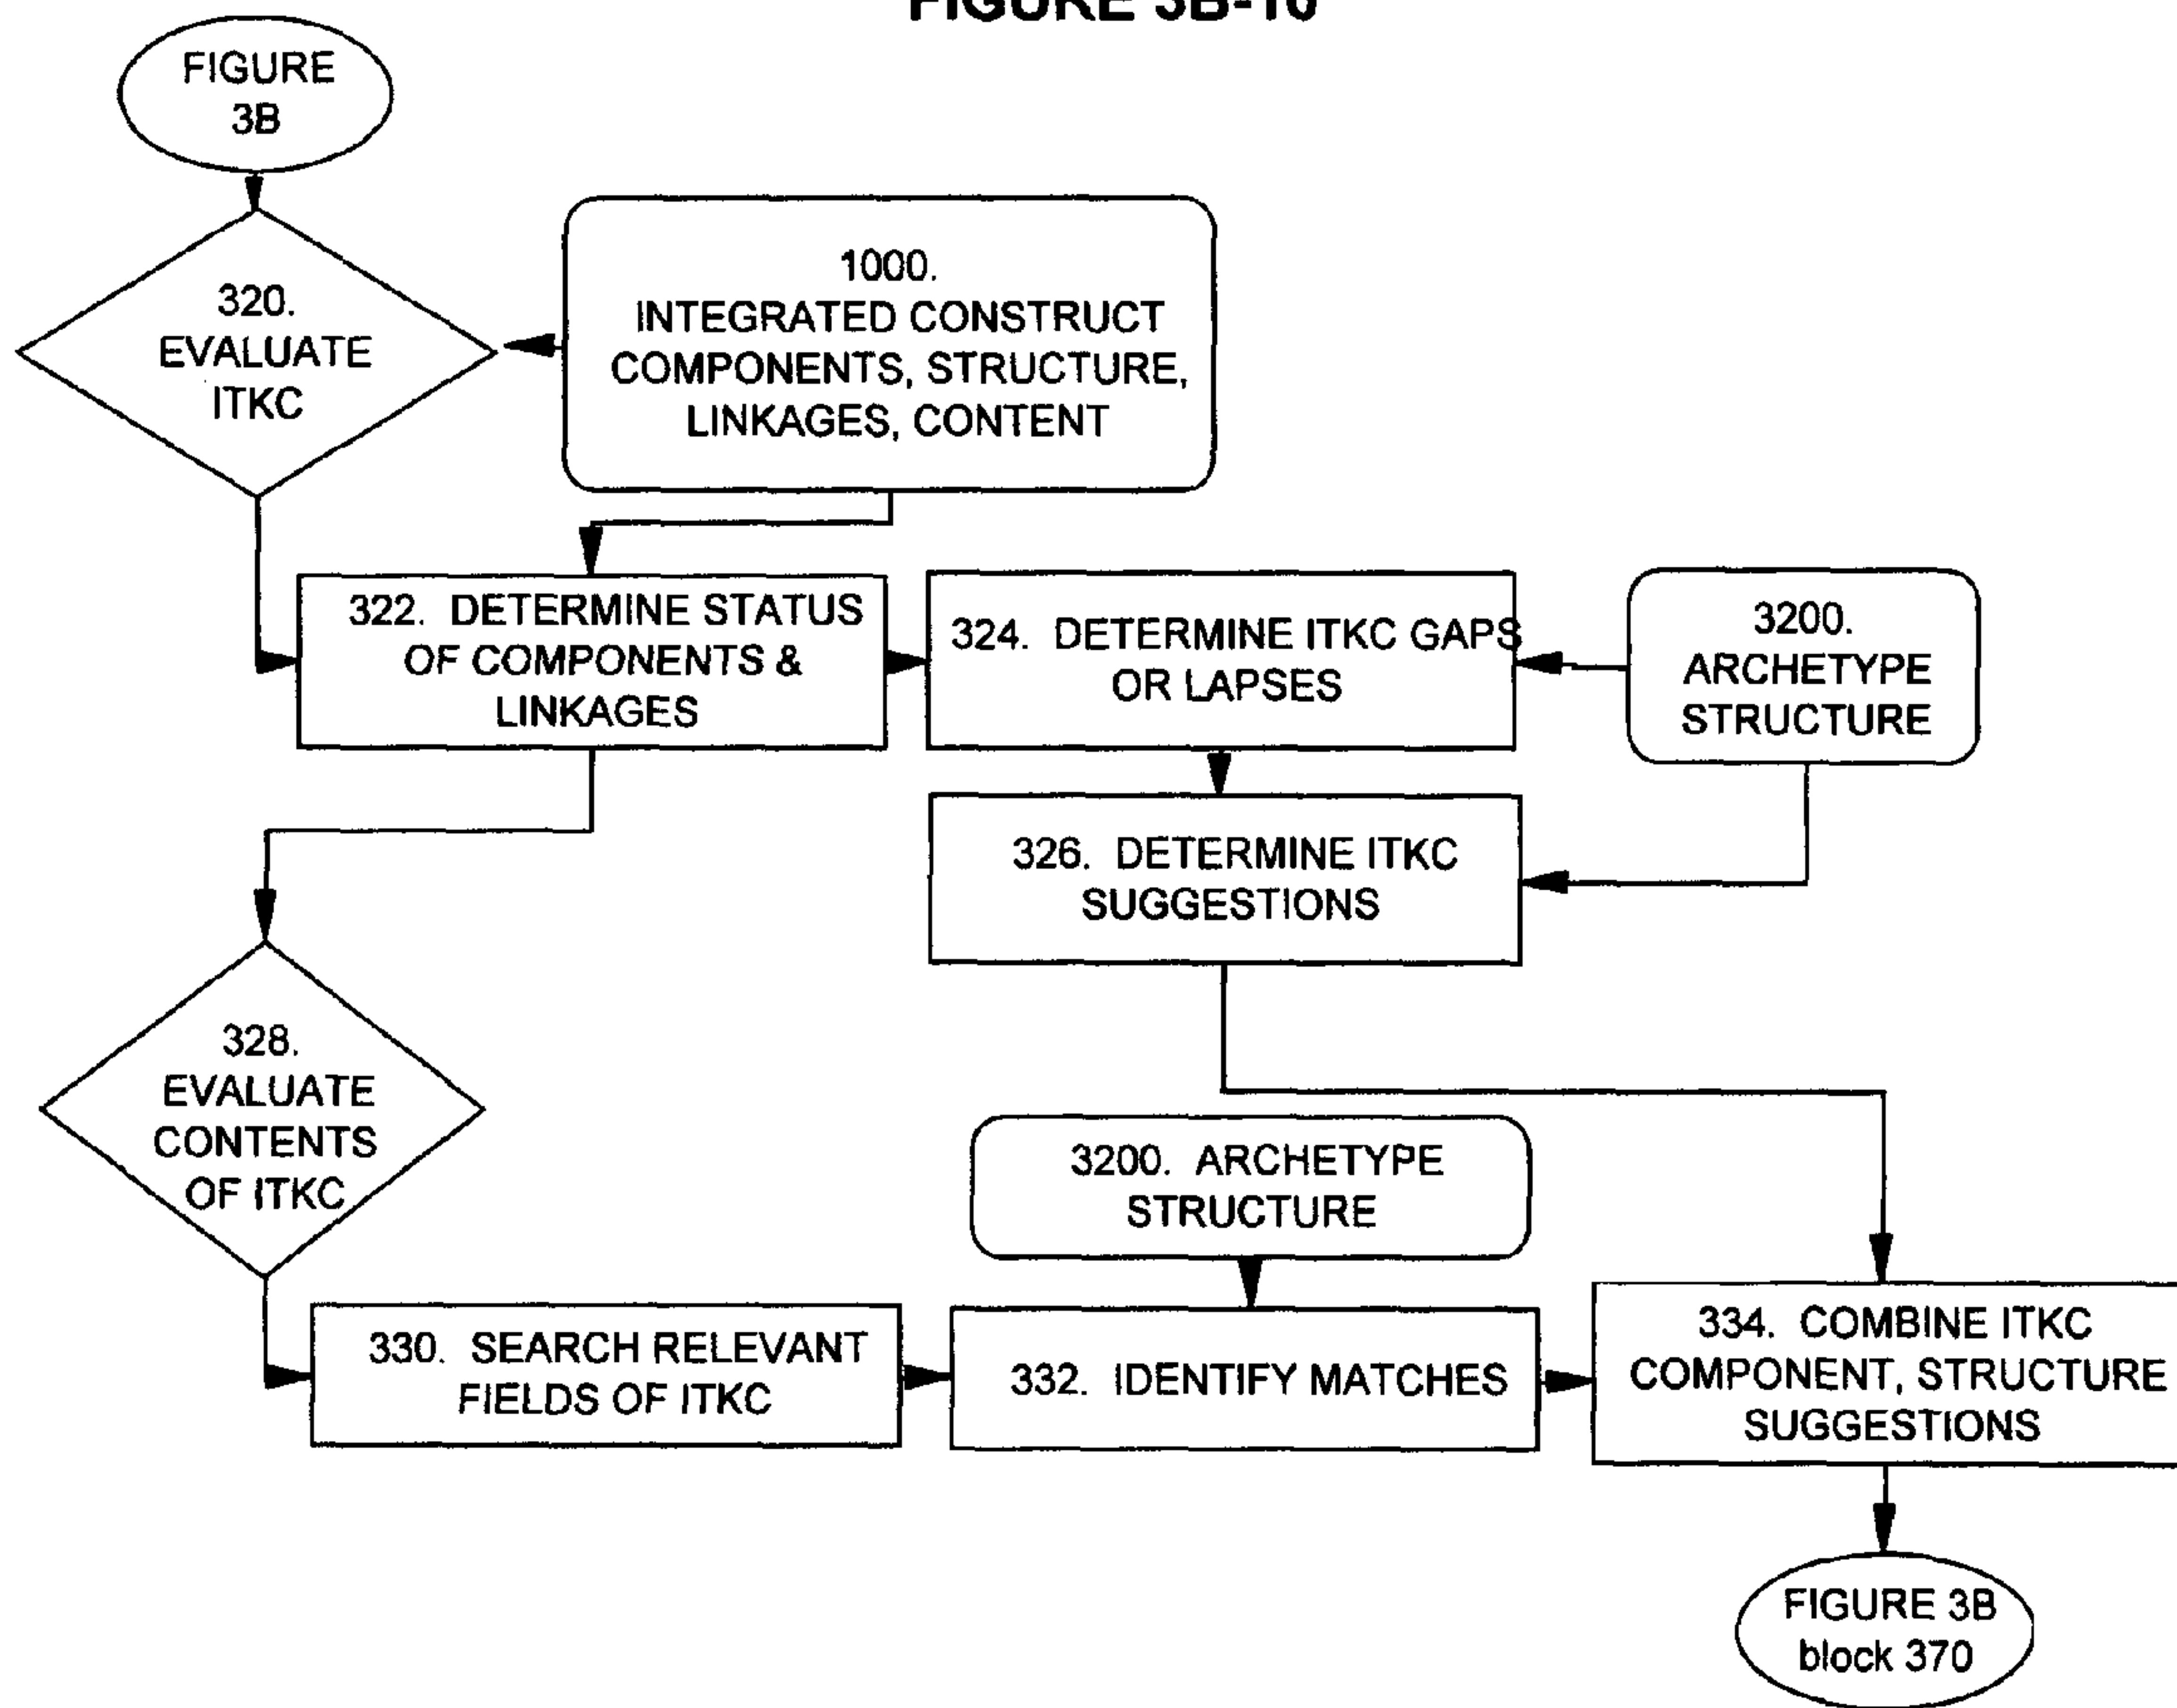 FIGURE 3B-10
FIGURE
3B
320.
EVALUATE
ITKC
1000.
INTEGRATED CONSTRUCT
COMPONENTS, STRUCTURE,
LINKAGES, CONTENT
322. DETERMINE STATUS
OF COMPONENTS &
LINKAGES
324. DETERMINE ITKC GAPS
OR LAPSES
3200.
ARCHETYPE
STRUCTURE
326. DETERMINE ITKC
SUGGESTIONS
328.
EVALUATE
CONTENTS
OF ITKC
3200. ARCHETYPE
STRUCTURE
330. SEARCH RELEVANT
FIELDS OF ITKC
332. IDENTIFY MATCHES
334. COMBINE ITKC
COMPONENT, STRUCTURE
SUGGESTIONS
FIGURE 3B
block 370